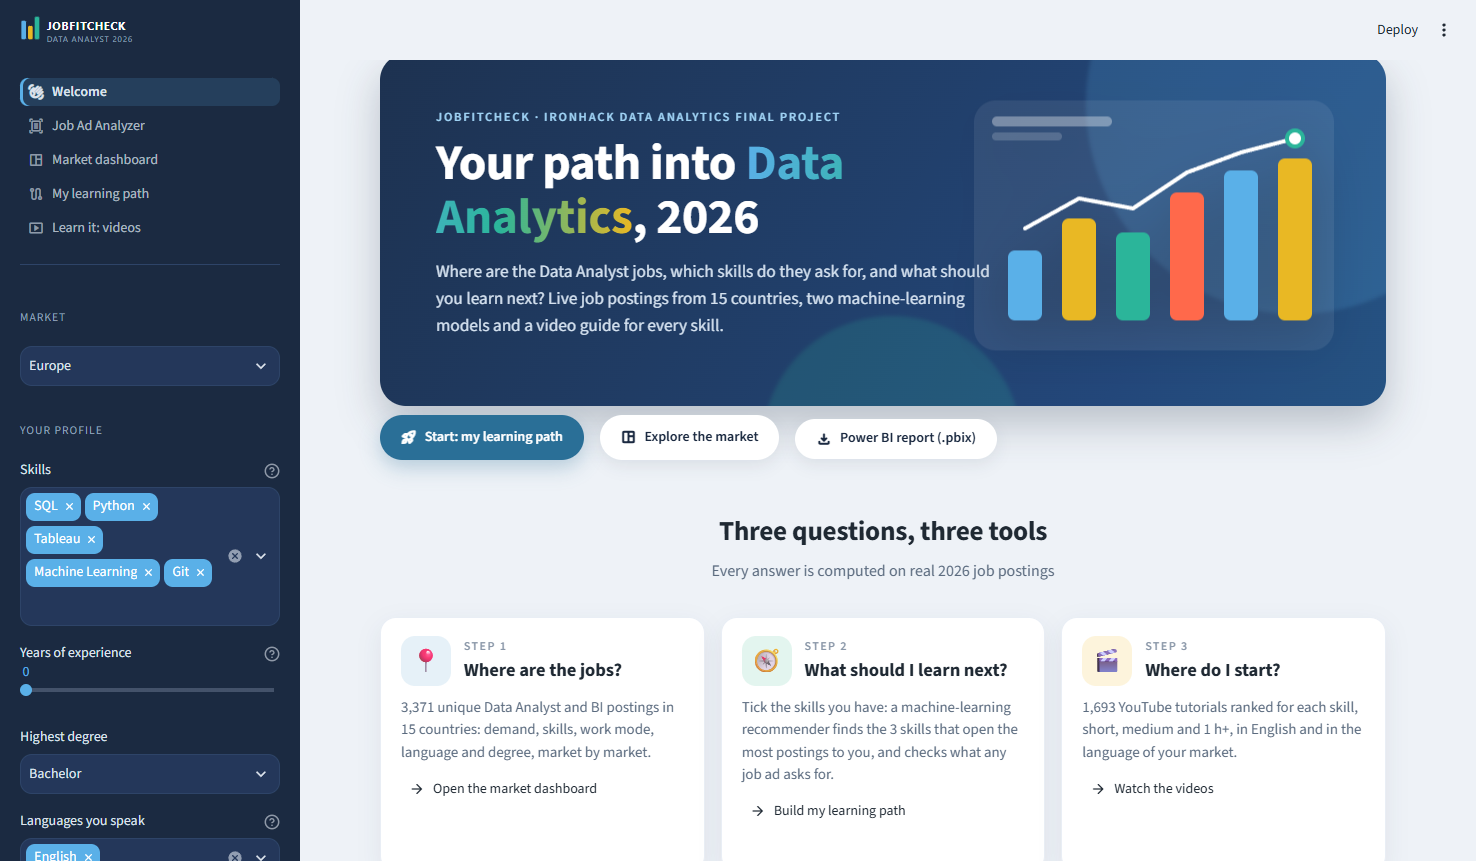 JOBFITCHECK
DATA ANALYST 2026
Welcome
Job Ad Analyzer
Market dashboard
My learning path
Learn it: videos
MARKET
Europe
YOUR PROFILE
Skills
SQL ×
Python ×
Tableau ×
Machine Learning ×
Git ×
Years of experience
0
Highest degree
Bachelor
Languages you speak
English ×
Deploy
JOBFITCHECK · IRONHACK DATA ANALYTICS FINAL PROJECT
Your path into Data
Analytics, 2026
Where are the Data Analyst jobs, which skills do they ask for, and what should
you learn next? Live job postings from 15 countries, two machine-learning
models and a video guide for every skill.
Start: my learning path
Explore the market
Power BI report (.pbix)
Three questions, three tools
Every answer is computed on real 2026 job postings
STEP 1
Where are the jobs?
3,371 unique Data Analyst and BI postings in
15 countries: demand, skills, work mode,
language and degree, market by market.
→ Open the market dashboard
STEP 2
What should I learn next?
Tick the skills you have: a machine-learning
recommender finds the 3 skills that open the
most postings to you, and checks what any
job ad asks for.
→ Build my learning path
STEP 3
Where do I start?
1,693 YouTube tutorials ranked for each skill,
short, medium and 1 h+, in English and in the
language of your market.
→ Watch the videos